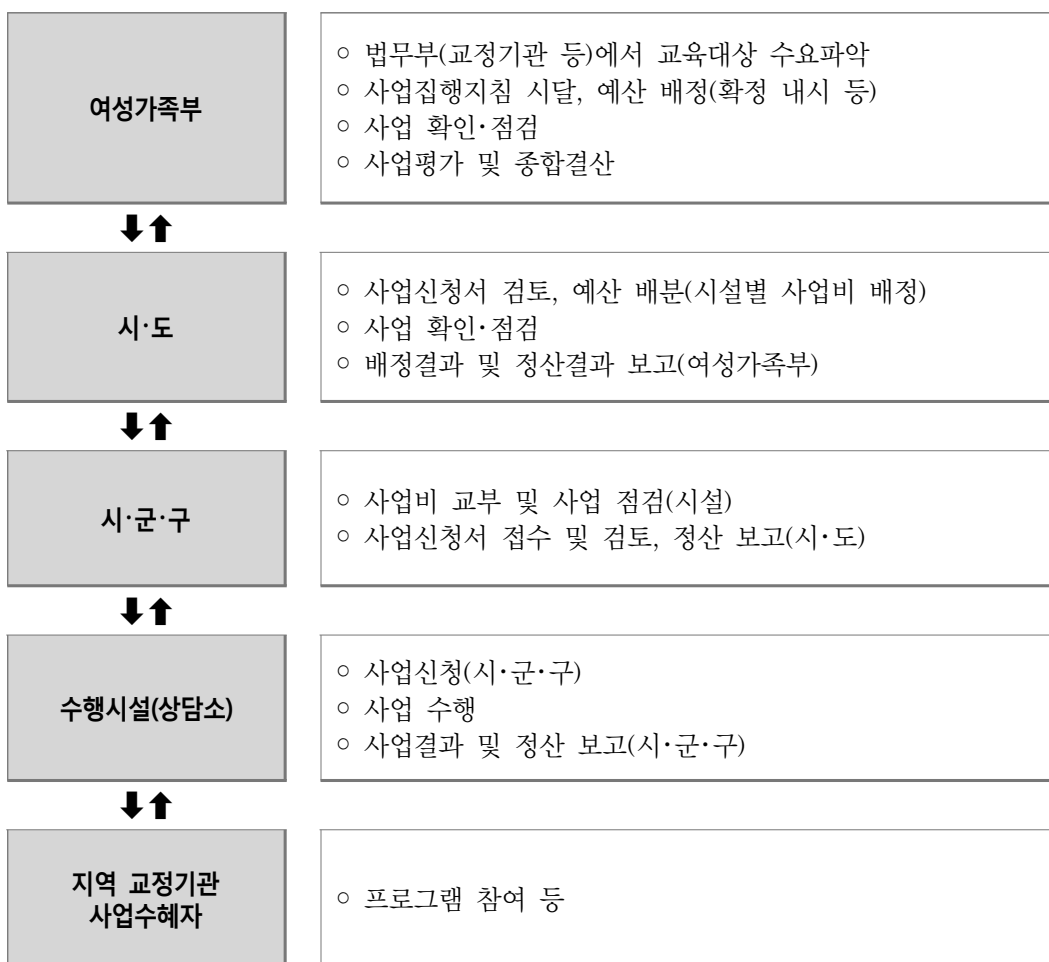 여성가족부
○ 법무부(교정기관 등)에서 교육대상 수요파악
○ 사업집행지침 시달, 예산 배정(확정 내시 등)
○ 사업 확인·점검
○ 사업평가 및 종합결산
⬇⬆
시·도
○ 사업신청서 검토, 예산 배분(시설별 사업비 배정)
○ 사업 확인·점검
○ 배정결과 및 정산결과 보고(여성가족부)
⬇⬆
시·군·구
○ 사업비 교부 및 사업 점검(시설)
○ 사업신청서 접수 및 검토, 정산 보고(시·도)
⬇⬆
수행시설(상담소)
○ 사업신청(시·군·구)
○ 사업 수행
○ 사업결과 및 정산 보고(시·군·구)
⬇⬆
지역 교정기관
사업수혜자
○ 프로그램 참여 등